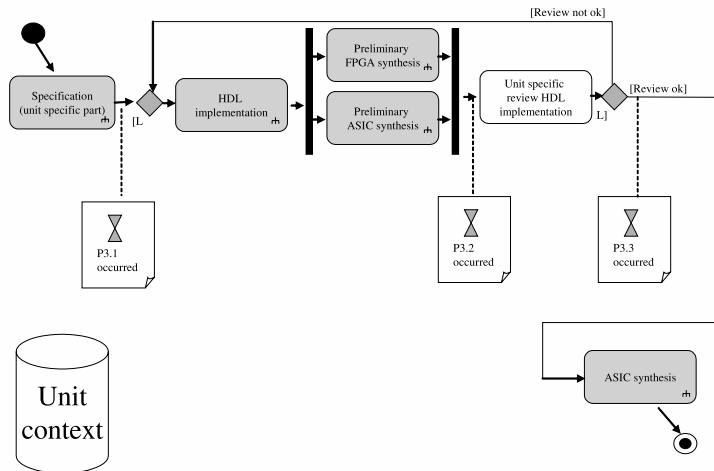 [Review not ok]
Preliminary
FPGA synthesis
Specification
(unit specific part)
[L
HDL
implementation
Preliminary
ASIC synthesis
Unit specific
review HDL
implementation
L]
[Review ok]
P3.1
occurred
P3.2
occurred
P3.3
occurred
Unit
context
ASIC synthesis